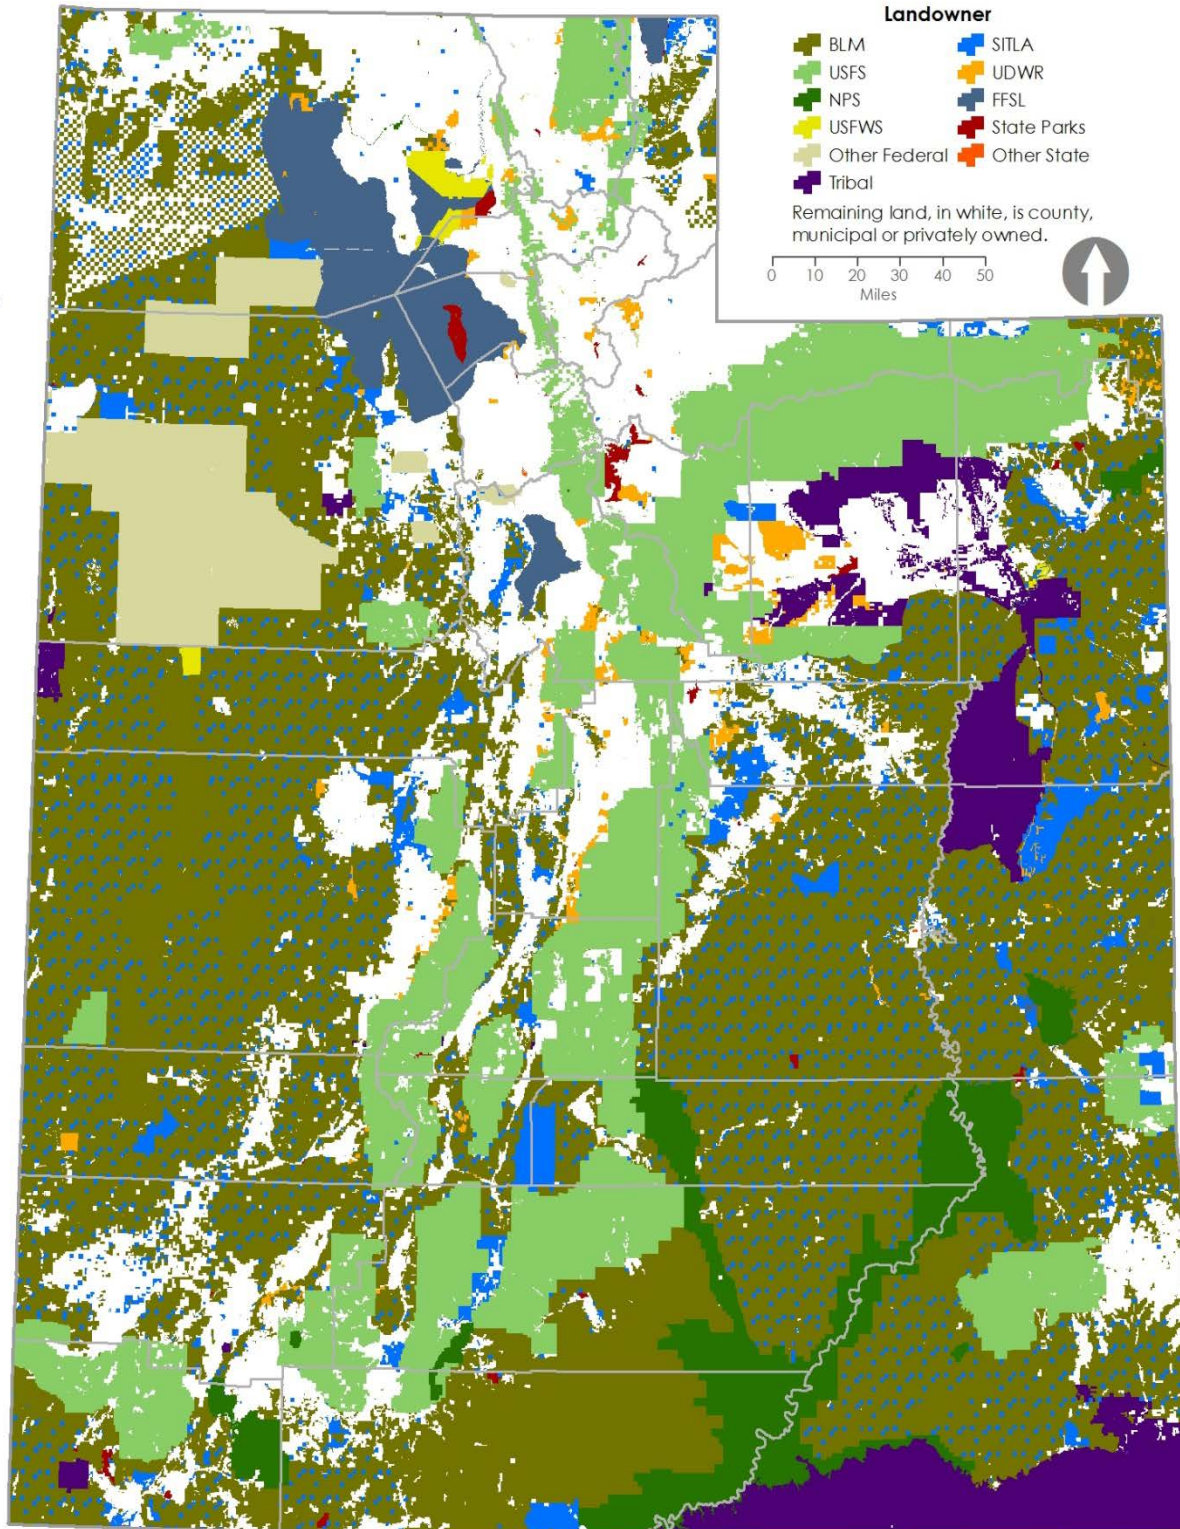 Landowner
BLM
USFS
NPS
USFWS
Other Federal
Tribal
SITLA
UDWR
FFSL
State Parks
Other State
Remaining land, in white, is county,
municipal or privately owned.
0 10 20 30 40 50
Miles